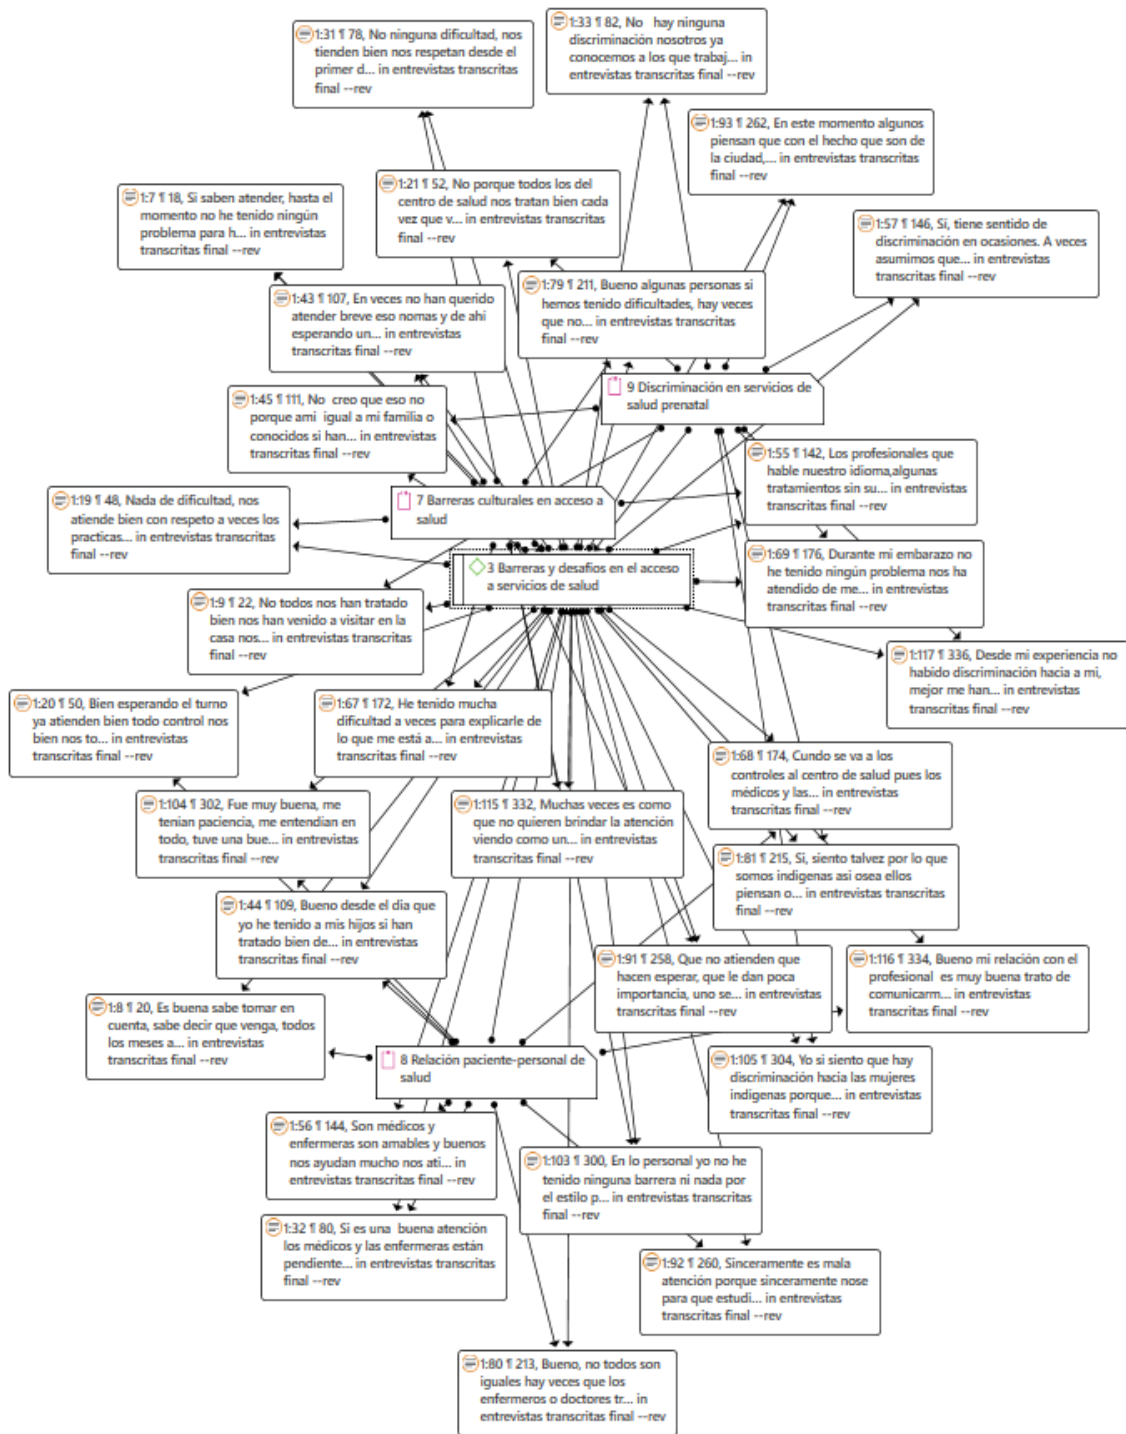 1:31 ¶ 78, No ninguna dificultad, nos
tienden bien nos respetan desde el
primer d... in entrevistas transcritas
final --rev
1:33 ¶ 82, No   hay ninguna
discriminación nosotros ya
conocemos a los que trabaj... in
entrevistas transcritas final --rev
1:93 ¶ 262, En este momento algunos
piensan que con el hecho que son de
la ciudad,... in entrevistas transcritas
final --rev
1:21 ¶ 52, No porque todos los del
centro de salud nos tratan bien cada
vez que v... in entrevistas transcritas
final --rev
1:7 ¶ 18, Si saben atender, hasta el
momento no he tenido ningún
problema para h... in entrevistas
transcritas final --rev
1:57 ¶ 146, Sí, tiene sentido de
discriminación en ocasiones. A veces
asumimos que... in entrevistas
transcritas final --rev
1:79 ¶ 211, Bueno algunas personas si
hemos tenido dificultades, hay veces
que no... in entrevistas transcritas
final --rev
1:43 ¶ 107, En veces no han querido
atender breve eso nomas y de ahi
esperando un... in entrevistas
transcritas final --rev
9 Discriminación en servicios de
salud prenatal
1:45 ¶ 111, No  creo que eso no
porque ami  igual a mi familia o
conocidos si han... in entrevistas
transcritas final --rev
1:55 ¶ 142, Los profesionales que
hable nuestro idioma,algunas
tratamientos sin su... in entrevistas
transcritas final --rev
1:19 ¶ 48, Nada de dificultad, nos
atiende bien con respeto a veces los
practicas... in entrevistas transcritas
final --rev
7 Barreras culturales en acceso a
salud
3 Barreras y desafíos en el acceso
a servicios de salud
1:69 ¶ 176, Durante mi embarazo no
he tenido ningún problema nos ha
atendido de me... in entrevistas
transcritas final --rev
1:9 ¶ 22, No todos nos han tratado
bien nos han venido a visitar en la
casa nos... in entrevistas transcritas
final --rev
1:117 ¶ 336, Desde mi experiencia no
habido discriminación hacia a mi,
mejor me han... in entrevistas
transcritas final --rev
1:20 ¶ 50, Bien esperando el turno
ya atienden bien todo control nos
bien nos to... in entrevistas
transcritas final --rev
1:67 ¶ 172, He tenido mucha
dificultad a veces para explicarle de
lo que me está a... in entrevistas
transcritas final --rev
1:68 ¶ 174, Cundo se va a los
controles al centro de salud pues los
médicos y las... in entrevistas
transcritas final --rev
1:104 ¶ 302, Fue muy buena, me
tenian paciencia, me entendían en
todo, tuve una bue... in entrevistas
transcritas final --rev
1:115 ¶ 332, Muchas veces es como
que no quieren brindar la atención
viendo como un... in entrevistas
transcritas final --rev
1:81 ¶ 215, Si, siento talvez por lo que
somos indigenas asi osea ellos
piensan o... in entrevistas transcritas
final --rev
1:44 ¶ 109, Bueno desde el dia que
yo he tenido a mis hijos si han
tratado bien de... in entrevistas
transcritas final --rev
1:91 ¶ 258, Que no atienden que
hacen esperar, que le dan poca
importancia, uno se... in entrevistas
transcritas final --rev
1:116 ¶ 334, Bueno mi relación con el
profesional  es muy buena trato de
comunicarm... in entrevistas
transcritas final --rev
1:8 ¶ 20, Es buena sabe tomar en
cuenta, sabe decir que venga, todos
los meses a... in entrevistas
transcritas final --rev
8 Relación paciente-personal de
salud
1:105 ¶ 304, Yo si siento que hay
discriminación hacia las mujeres
indigenas porque... in entrevistas
transcritas final --rev
1:56 ¶ 144, Son médicos y
enfermeras son amables y buenos
nos ayudan mucho nos ati... in
entrevistas transcritas final --rev
1:103 ¶ 300, En lo personal yo no he
tenido ninguna barrera ni nada por
el estilo p... in entrevistas transcritas
final --rev
1:32 ¶ 80, Si es una  buena atención
los médicos y las enfermeras están
pendiente... in entrevistas transcritas
final --rev
1:92 ¶ 260, Sinceramente es mala
atención porque sinceramente nose
para que estudi... in entrevistas
transcritas final --rev
1:80 ¶ 213, Bueno, no todos son
iguales hay veces que los
enfermeros o doctores tr... in
entrevistas transcritas final --rev